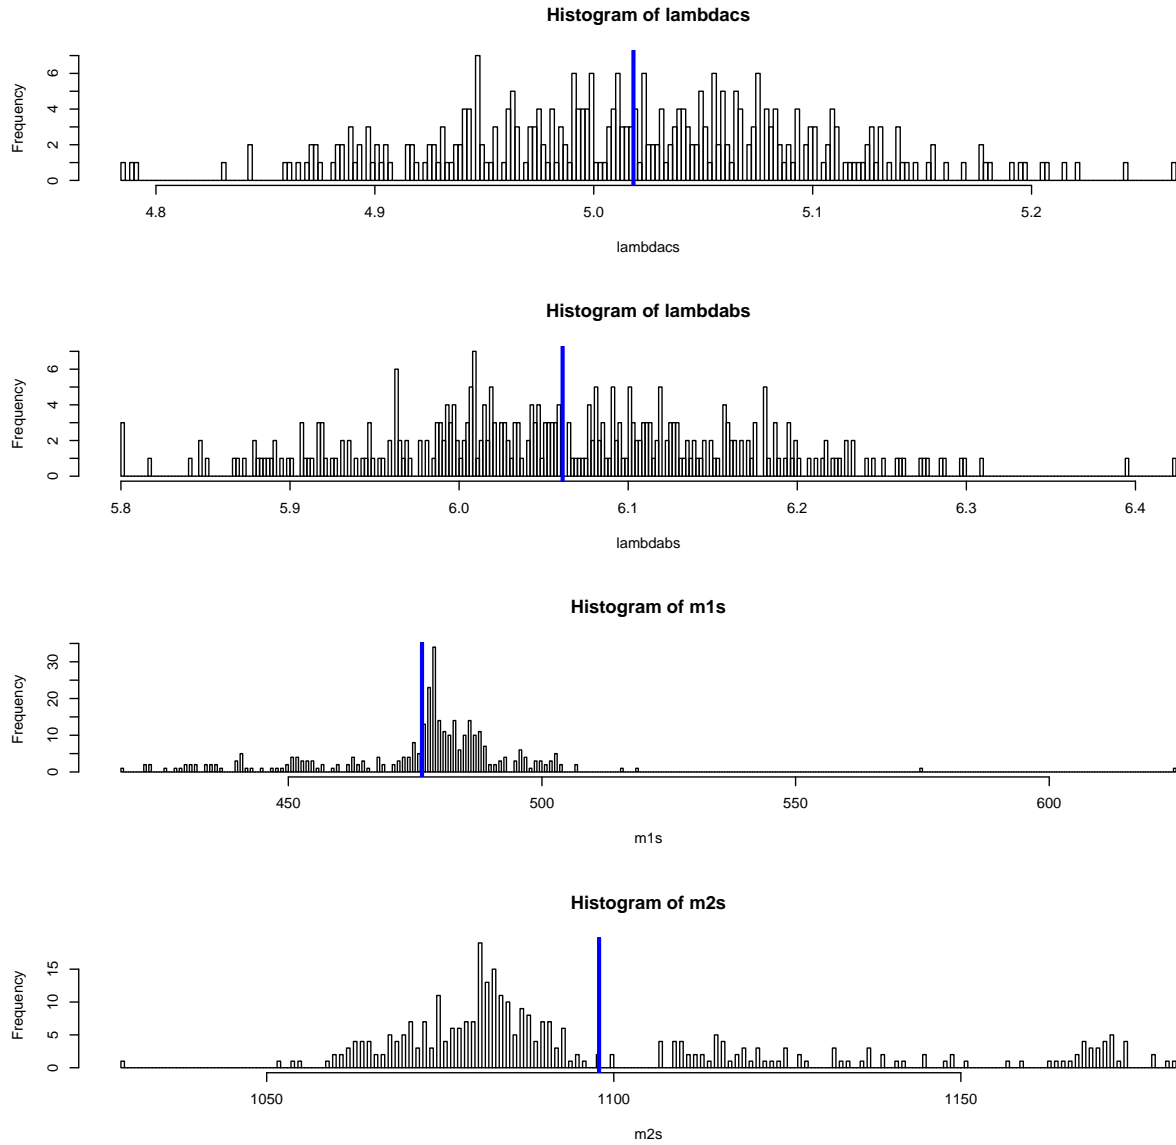 Histogram of lambdacs
Frequency
0 2 4 6
4.8 4.9 5.0 5.1 5.2
lambdacs
Histogram of lambdabs
Frequency
0 2 4 6
5.8 5.9 6.0 6.1 6.2 6.3 6.4
lambdabs
Histogram of m1s
Frequency
0 10 20 30
450 500 550 600
m1s
Histogram of m2s
Frequency
0 5 10 15
1050 1100 1150
m2s